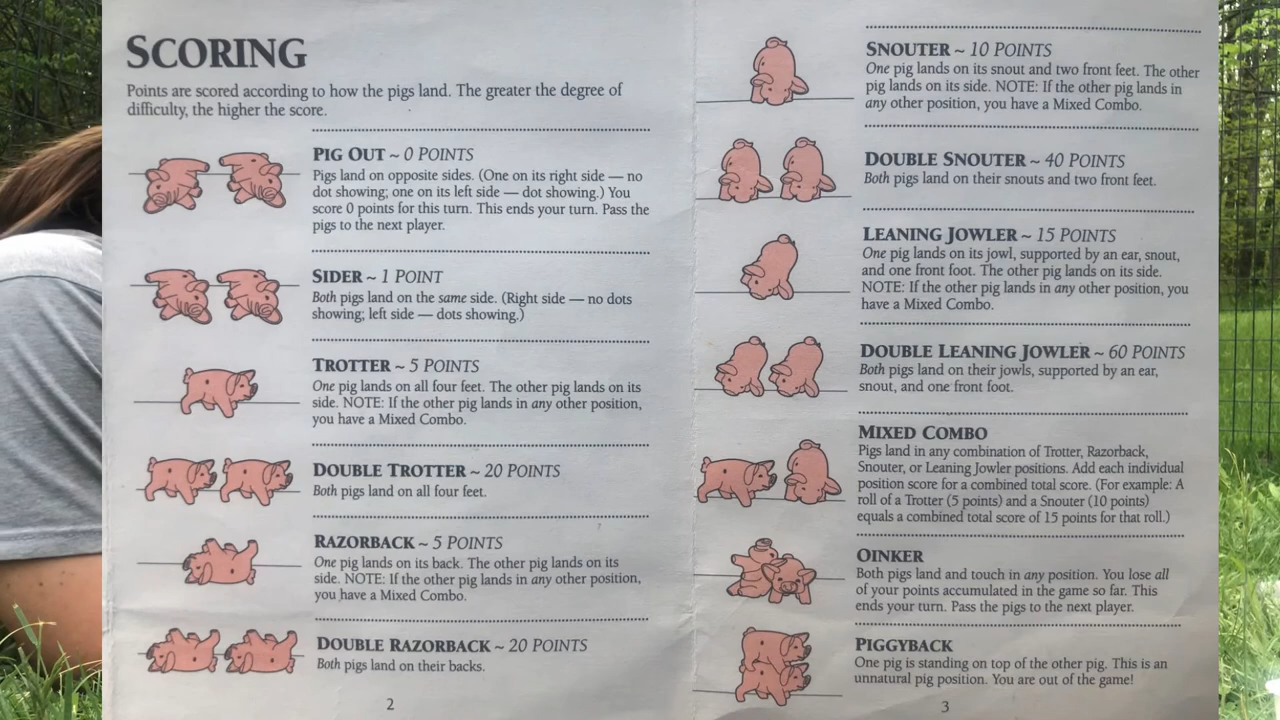 SCORING
Points are scored according to how the pigs land. The greater the degree of
difficulty, the higher the score.
PIG OUT ~ 0 POINTS
Pigs land on opposite sides. (One on its right side — no
dot showing; one on its left side — dot showing.) You
score 0 points for this turn. This ends your turn. Pass the
pigs to the next player.
SIDER ~ 1 POINT
Both pigs land on the same side. (Right side — no dots
showing; left side — dots showing.)
TROTTER ~ 5 POINTS
One pig lands on all four feet. The other pig lands on its
side. NOTE: If the other pig lands in any other position,
you have a Mixed Combo.
DOUBLE TROTTER ~ 20 POINTS
Both pigs land on all four feet.
RAZORBACK ~ 5 POINTS
One pig lands on its back. The other pig lands on its
side. NOTE: If the other pig lands in any other position,
you have a Mixed Combo.
DOUBLE RAZORBACK ~ 20 POINTS
Both pigs land on their backs.
2
SNOUTER ~ 10 POINTS
One pig lands on its snout and two front feet. The other
pig lands on its side. NOTE: If the other pig lands in
any other position, you have a Mixed Combo.
DOUBLE SNOUTER ~ 40 POINTS
Both pigs land on their snouts and two front feet.
LEANING JOWLER ~ 15 POINTS
One pig lands on its jowl, supported by an ear, snout,
and one front foot. The other pig lands on its side.
NOTE: If the other pig lands in any other position, you
have a Mixed Combo.
DOUBLE LEANING JOWLER ~ 60 POINTS
Both pigs land on their jowls, supported by an ear,
snout, and one front foot.
MIXED COMBO
Pigs land in any combination of Trotter, Razorback,
Snouter, or Leaning Jowler positions. Add each individual
position score for a combined total score. (For example: A
roll of a Trotter (5 points) and a Snouter (10 points)
equals a combined total score of 15 points for that roll.)
OINKER
Both pigs land and touch in any position. You lose all
of your points accumulated in the game so far. This
ends your turn. Pass the pigs to the next player.
PIGGYBACK
One pig is standing on top of the other pig. This is an
unnatural pig position. You are out of the game!
3